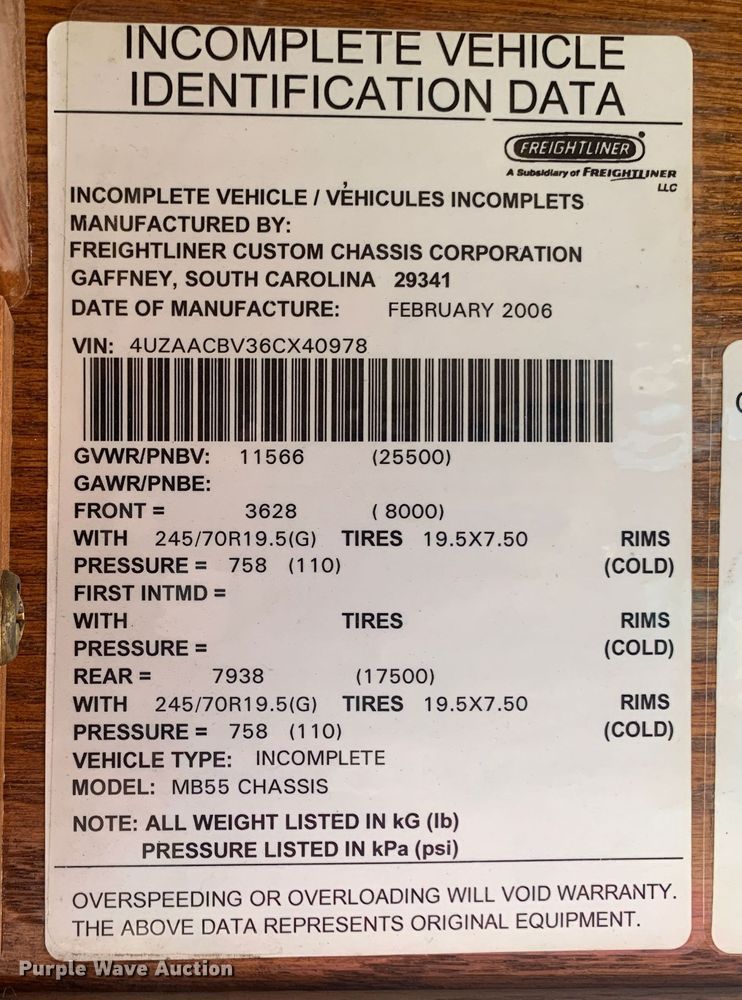 INCOMPLETE VEHICLE
IDENTIFICATION DATA
FREIGHTLINER
A Subsidiary of FREIGHTLINER
LLC
INCOMPLETE VEHICLE / VÉHICULES INCOMPLETS
MANUFACTURED BY:
FREIGHTLINER CUSTOM CHASSIS CORPORATION
GAFFNEY, SOUTH CAROLINA 29341
DATE OF MANUFACTURE: FEBRUARY 2006
VIN: 4UZAACBV36CX40978
GVWR/PNBV: 11566 (25500)
GAWR/PNBE:
FRONT = 3628 ( 8000)
WITH 245/70R19.5(G) TIRES 19.5X7.50 RIMS
PRESSURE = 758 (110) (COLD)
FIRST INTMD =
WITH TIRES RIMS
PRESSURE = (COLD)
REAR = 7938 (17500)
WITH 245/70R19.5(G) TIRES 19.5X7.50 RIMS
PRESSURE = 758 (110) (COLD)
VEHICLE TYPE: INCOMPLETE
MODEL: MB55 CHASSIS
NOTE: ALL WEIGHT LISTED IN kG (lb)
PRESSURE LISTED IN kPa (psi)
OVERSPEEDING OR OVERLOADING WILL VOID WARRANTY.
THE ABOVE DATA REPRESENTS ORIGINAL EQUIPMENT.
Purple Wave Auction